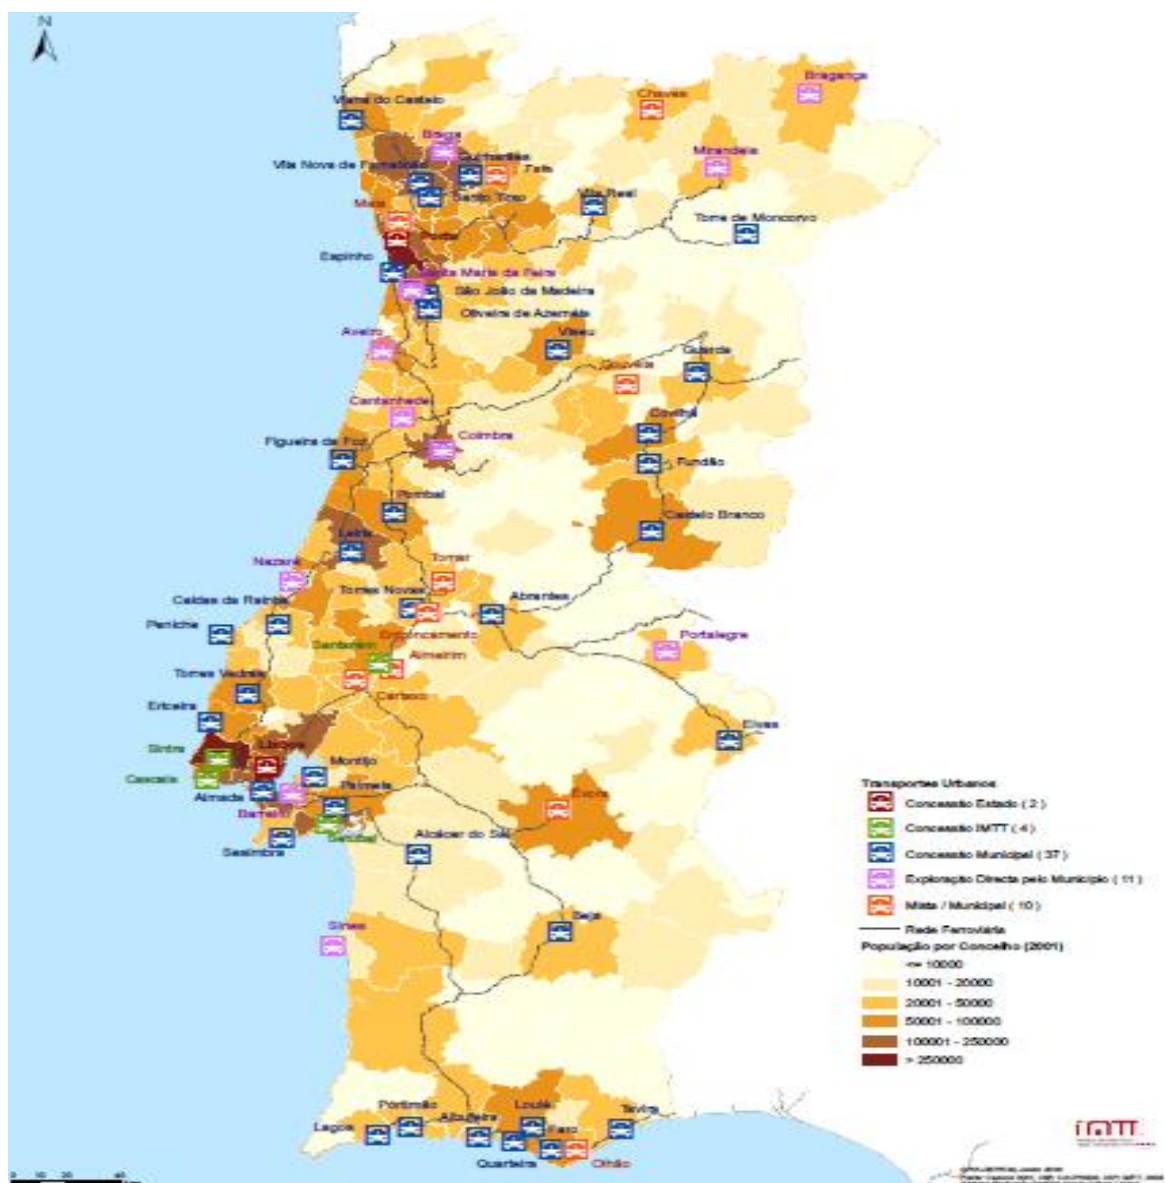 N
Bragança
Chaves
Viana do Castelo
Braga
Mirandela
Guimarães
Vila Nova de Famalicão
Fafe
Santo Tirso
Vila Real
Maia
Torre de Moncorvo
Porto
Espinho
Santa Maria da Feira
São João da Madeira
Oliveira de Azeméis
Aveiro
Viseu
Guarda
Gouveia
Cantanhede
Covilhã
Coimbra
Figueira da Foz
Fundão
Pombal
Castelo Branco
Leiria
Nazaré
Tomar
Torres Novas
Abrantes
Caldas da Rainha
Peniche
Entroncamento
Portalegre
Santarém
Almeirim
Torres Vedras
Cartaxo
Ericeira
Elvas
Sintra
Lisboa
Montijo
Cascais
Palmela
Almada
Évora
Barreiro
Setúbal
Sesimbra
Alcácer do Sal
Beja
Sines
Portimão
Loulé
Tavira
Albufeira
Lagos
Faro
Quarteira
Olhão
Transportes Urbanos
Concessão Estado ( 2 )
Concessão IMTT ( 4 )
Concessão Municipal ( 37 )
Exploração Directa pelo Município ( 11 )
Mista / Municipal ( 10 )
Rede Ferroviária
População por Concelho (2001)
<= 10000
10001 - 20000
20001 - 50000
50001 - 100000
100001 - 250000
> 250000
imtt
0 10 20 40